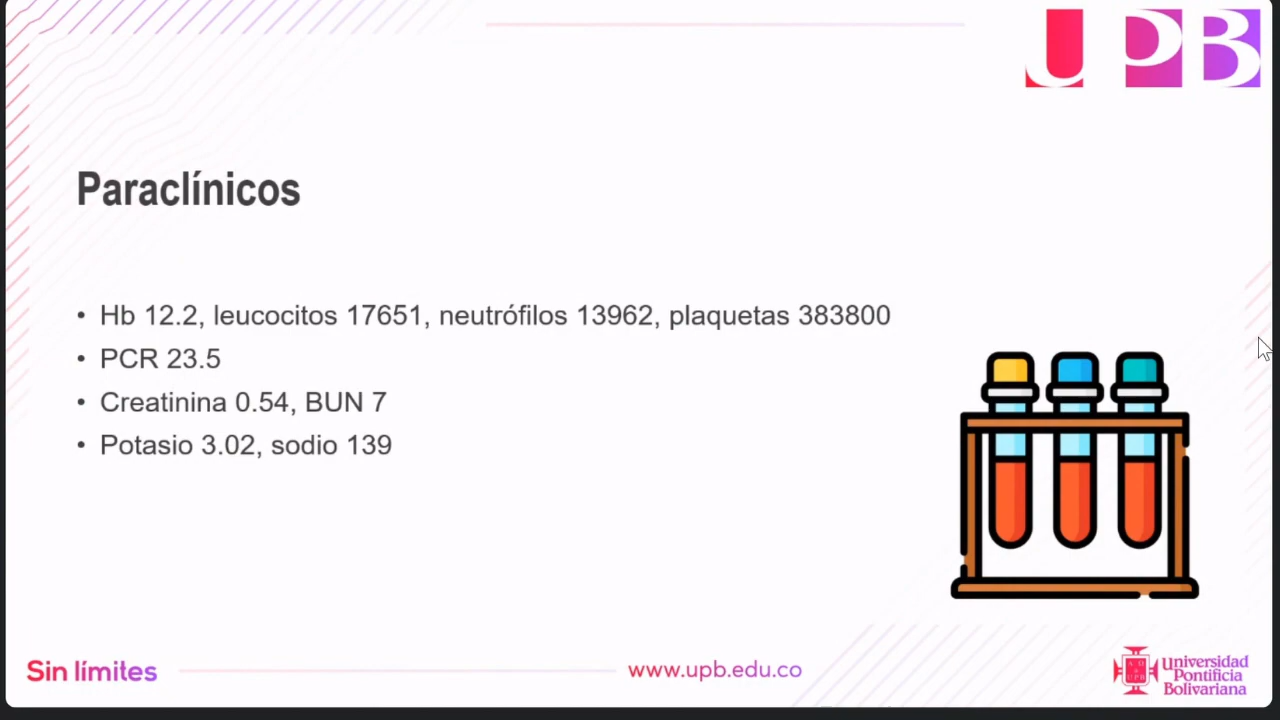 UPB
Paraclínicos
• Hb 12.2, leucocitos 17651, neutrófilos 13962, plaquetas 383800
• PCR 23.5
• Creatinina 0.54, BUN 7
• Potasio 3.02, sodio 139
Sin límites
www.upb.edu.co
Universidad
Pontificia
Bolivariana